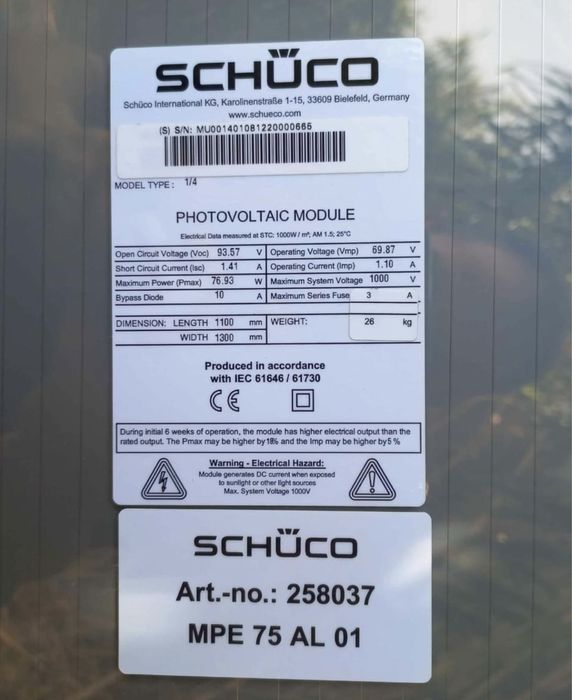 SCHÜCO
Schüco International KG, Karolinenstraße 1-15, 33609 Bielefeld, Germany
www.schueco.com
(S) S/N: MU001401081220000666
MODEL TYPE: 1/4
PHOTOVOLTAIC MODULE
Electrical Data measured at STC: 1000W / m², AM 1.5; 25°C
Open Circuit Voltage (Voc) 93.57 V Operating Voltage (Vmp) 69.87 V
Short Circuit Current (Isc) 1.41 A Operating Current (Imp) 1.10 A
Maximum Power (Pmax) 76.93 W Maximum System Voltage 1000 V
Bypass Diode 10 A Maximum Series Fuse 3 A
DIMENSION: LENGTH 1100 mm WEIGHT: 26 kg
WIDTH 1300 mm
Produced in accordance
with IEC 61646 / 61730
CE
During initial 6 weeks of operation, the module has higher electrical output than the
rated output. The Pmax may be higher by 18% and the Imp may be higher by 5 %
Warning - Electrical Hazard:
Module generates DC current when exposed
to sunlight or other light sources
Max. System Voltage 1000V
SCHÜCO
Art.-no.: 258037
MPE 75 AL 01